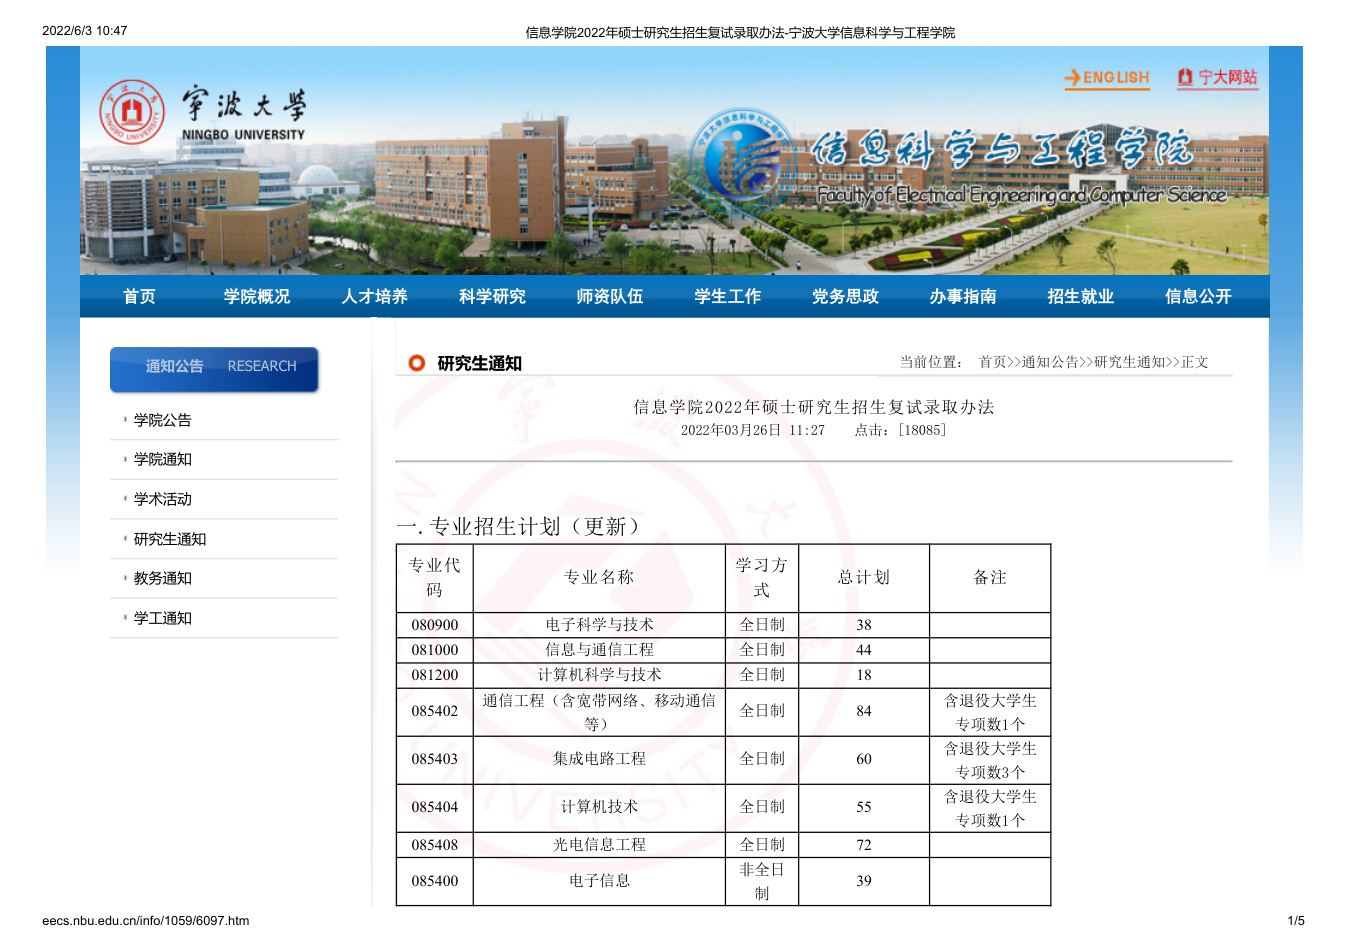 2022/6/3 10:47
信息学院2022年硕士研究生招生复试录取办法-宁波大学信息科学与工程学院
ENGLISH
宁大网站
宁波大学
NINGBO UNIVERSITY
信息科学与工程学院
Faculty of Electrical Engineering and Computer Science
首页 学院概况 人才培养 科学研究 师资队伍 学生工作 党务思政 办事指南 招生就业 信息公开
通知公告 RESEARCH
学院公告
学院通知
学术活动
研究生通知
教务通知
学工通知
研究生通知
当前位置： 首页>>通知公告>>研究生通知>>正文
信息学院2022年硕士研究生招生复试录取办法
2022年03月26日 11:27 点击：[18085]
一. 专业招生计划（更新）
专业代码 专业名称 学习方式 总计划 备注
080900 电子科学与技术 全日制 38
081000 信息与通信工程 全日制 44
081200 计算机科学与技术 全日制 18
085402 通信工程（含宽带网络、移动通信等） 全日制 84 含退役大学生专项数1个
085403 集成电路工程 全日制 60 含退役大学生专项数3个
085404 计算机技术 全日制 55 含退役大学生专项数1个
085408 光电信息工程 全日制 72
085400 电子信息 非全日制 39
eecs.nbu.edu.cn/info/1059/6097.htm
1/5